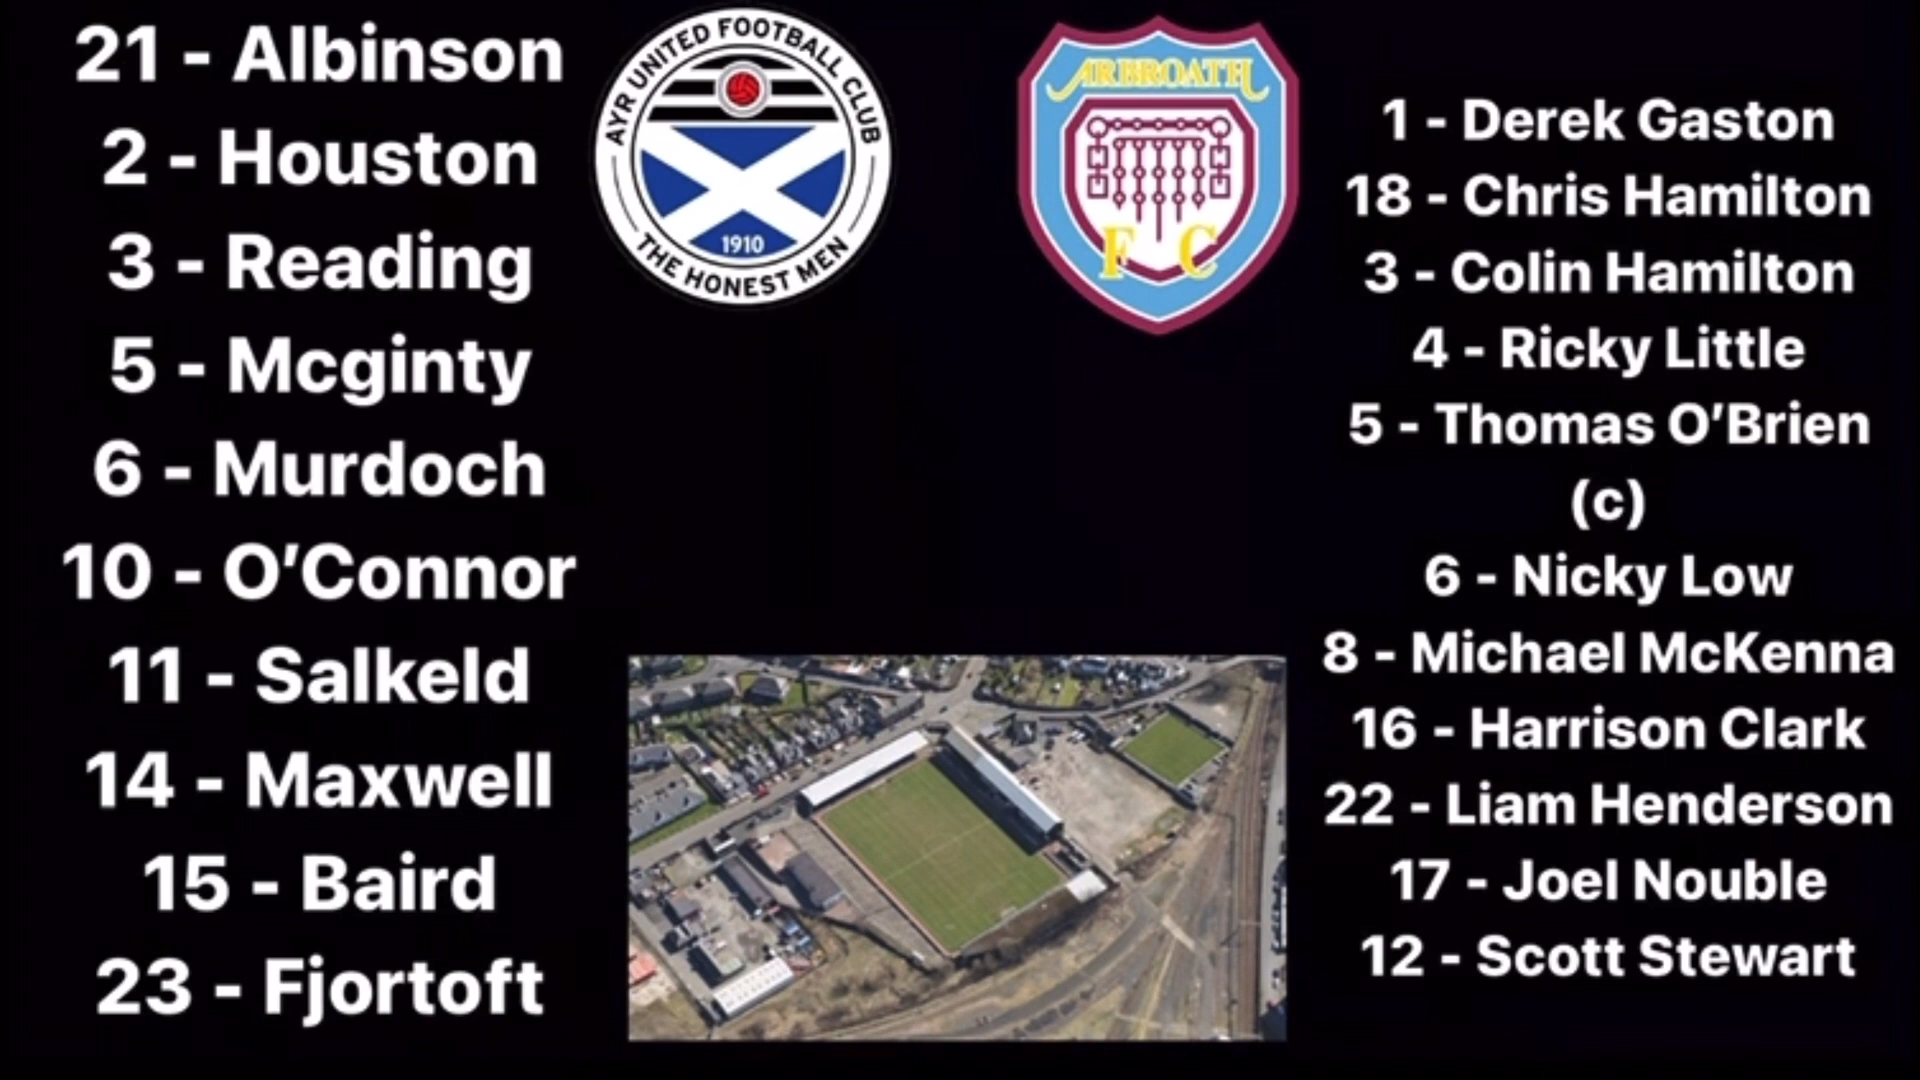 21 - Albinson
2 - Houston
3 - Reading
5 - Mcginty
6 - Murdoch
10 - O'Connor
11 - Salkeld
14 - Maxwell
15 - Baird
23 - Fjortoft
AYR UNITED FOOTBALL CLUB
1910
THE HONEST MEN
ARBROATH
F C
1 - Derek Gaston
18 - Chris Hamilton
3 - Colin Hamilton
4 - Ricky Little
5 - Thomas O'Brien
(c)
6 - Nicky Low
8 - Michael McKenna
16 - Harrison Clark
22 - Liam Henderson
17 - Joel Nouble
12 - Scott Stewart